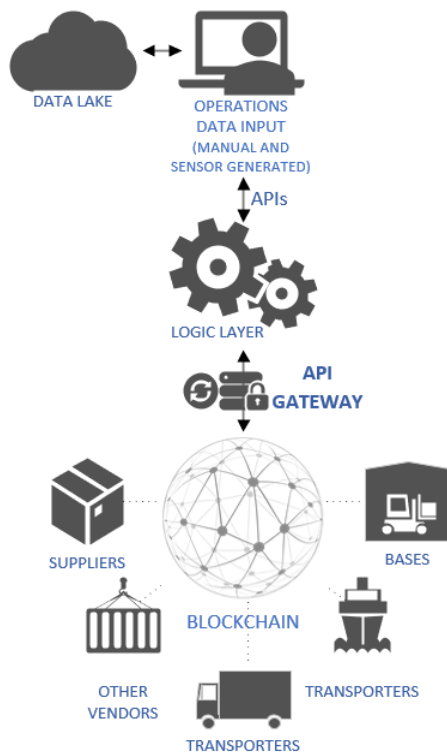 DATA LAKE
OPERATIONS
DATA INPUT
(MANUAL AND
SENSOR GENERATED)
APIs
LOGIC LAYER
API
GATEWAY
SUPPLIERS
BASES
BLOCKCHAIN
OTHER
VENDORS
TRANSPORTERS
TRANSPORTERS